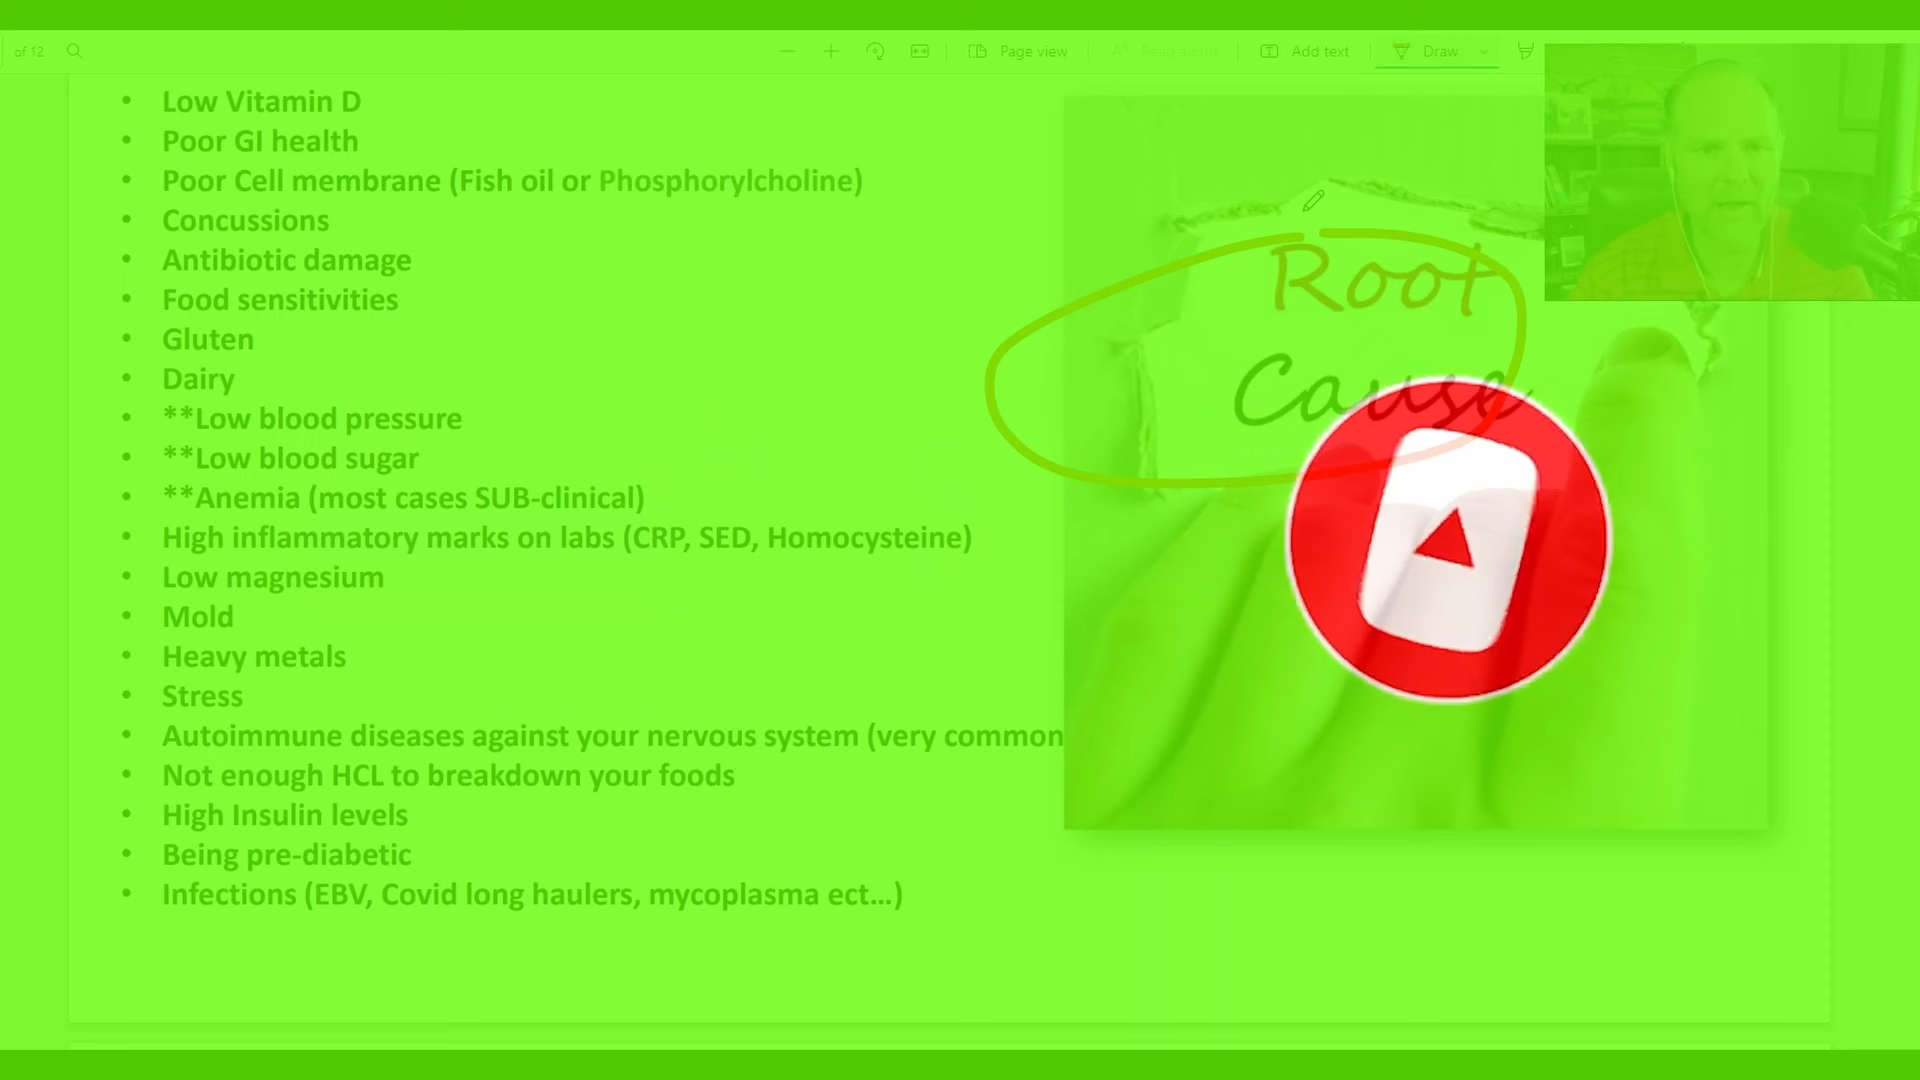 of 12
Page view
Read aloud
Add text
Draw
• Low Vitamin D
• Poor GI health
• Poor Cell membrane (Fish oil or Phosphorylcholine)
• Concussions
• Antibiotic damage
• Food sensitivities
• Gluten
• Dairy
• **Low blood pressure
• **Low blood sugar
• **Anemia (most cases SUB-clinical)
• High inflammatory marks on labs (CRP, SED, Homocysteine)
• Low magnesium
• Mold
• Heavy metals
• Stress
• Autoimmune diseases against your nervous system (very common
• Not enough HCL to breakdown your foods
• High Insulin levels
• Being pre-diabetic
• Infections (EBV, Covid long haulers, mycoplasma ect...)
Root
Cause